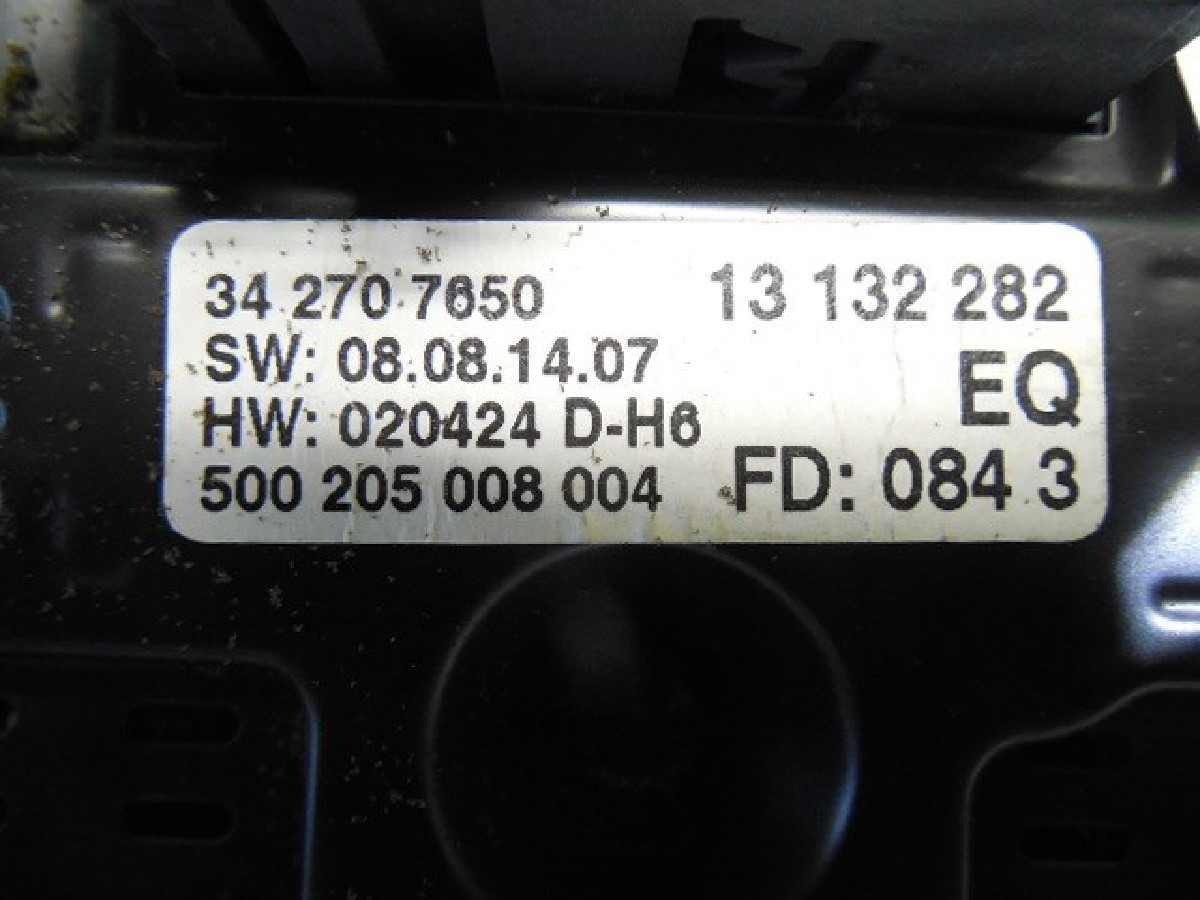 34 270 7650 13 132 282
SW: 08.08.14.07
EQ
HW: 020424 D-H6
500 205 008 004 FD: 084 3